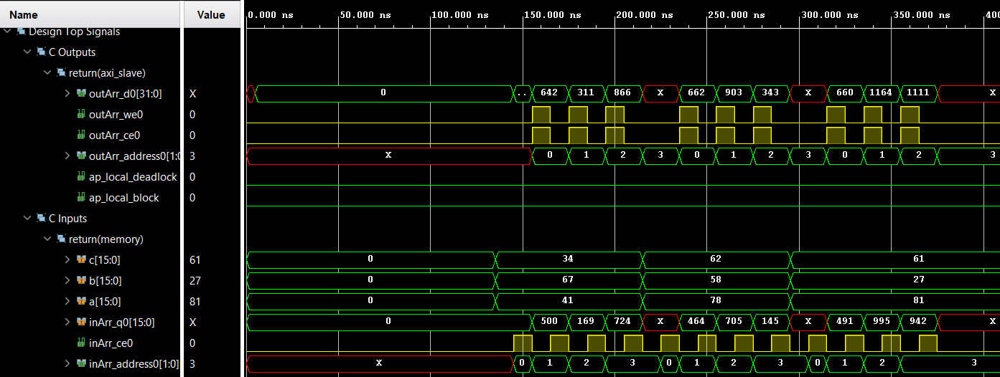 Name Value 0.000 ns 50.000 ns 100.000 ns 150.000 ns 200.000 ns 250.000 ns 300.000 ns 350.000 ns 400
Design Top Signals
C Outputs
return(axi_slave)
outArr_d0[31:0] X 0 .. 642 311 866 X 662 903 343 X 660 1164 1111 X
outArr_we0 0
outArr_ce0 0
outArr_address0[1:0 3 X 0 1 2 3 0 1 2 3 0 1 2 3
ap_local_deadlock 0
ap_local_block 0
C Inputs
return(memory)
c[15:0] 61 0 34 62 61
b[15:0] 27 0 67 58 27
a[15:0] 81 0 41 78 81
inArr_q0[15:0] X 0 500 169 724 X 464 705 145 X 491 995 942 X
inArr_ce0 0
inArr_address0[1:0] 3 X 0 1 2 3 0 1 2 3 0 1 2 3